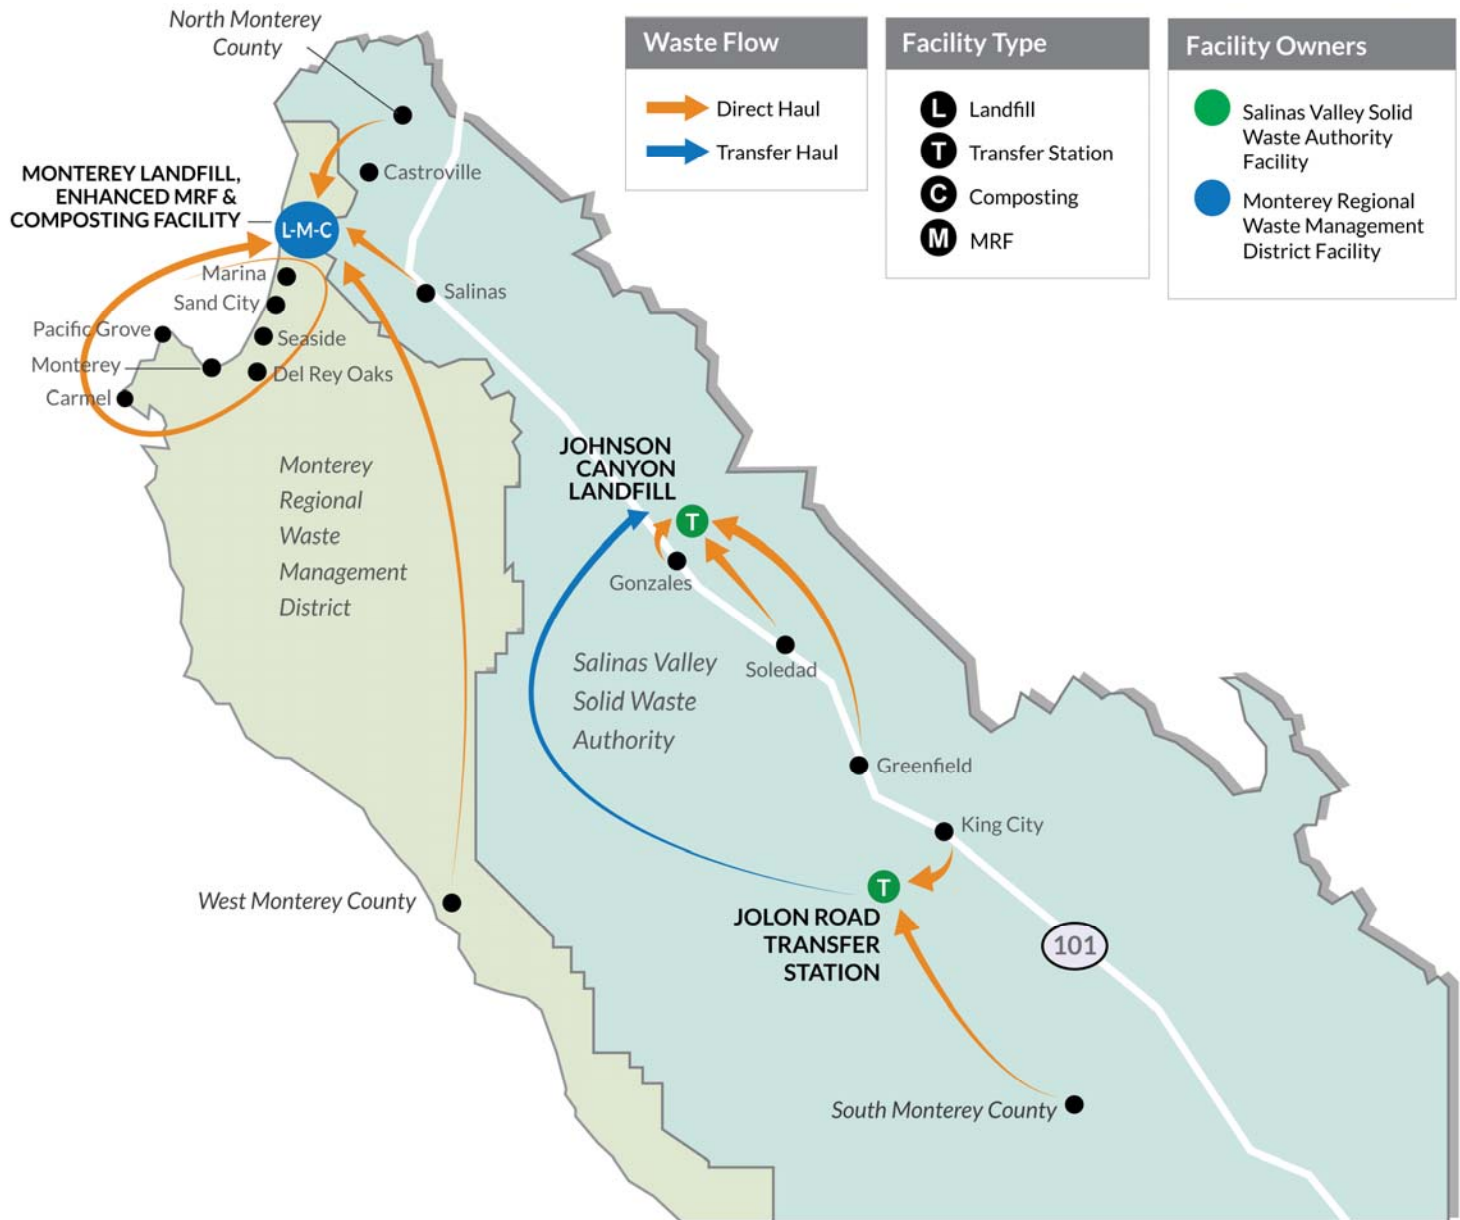 North Monterey
County
Waste Flow
Direct Haul
Transfer Haul
Facility Type
L Landfill
T Transfer Station
C Composting
M MRF
Facility Owners
Salinas Valley Solid
Waste Authority
Facility
Monterey Regional
Waste Management
District Facility
MONTEREY LANDFILL,
ENHANCED MRF &
COMPOSTING FACILITY
Castroville
L-M-C
Marina
Sand City
Salinas
Pacific Grove
Seaside
Monterey
Del Rey Oaks
Carmel
Monterey
Regional
Waste
Management
District
JOHNSON
CANYON
LANDFILL
T
Gonzales
Soledad
Salinas Valley
Solid Waste
Authority
Greenfield
King City
T
West Monterey County
JOLON ROAD
TRANSFER
STATION
101
South Monterey County